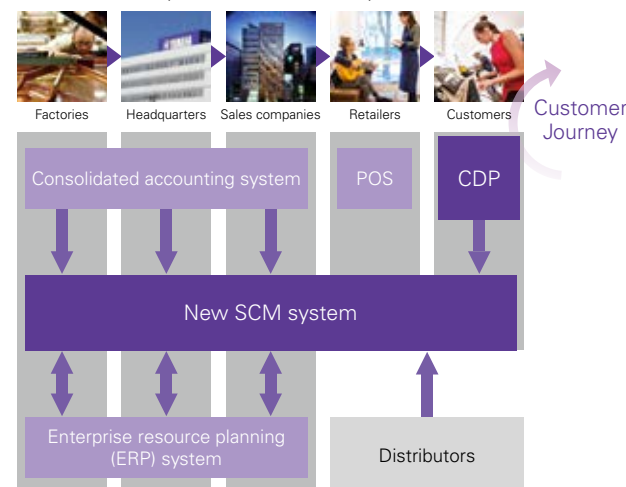 Factories
Headquarters
Sales companies
Retailers
Customers
Customer
Journey
Consolidated accounting system
POS
CDP
New SCM system
Enterprise resource planning
(ERP) system
Distributors